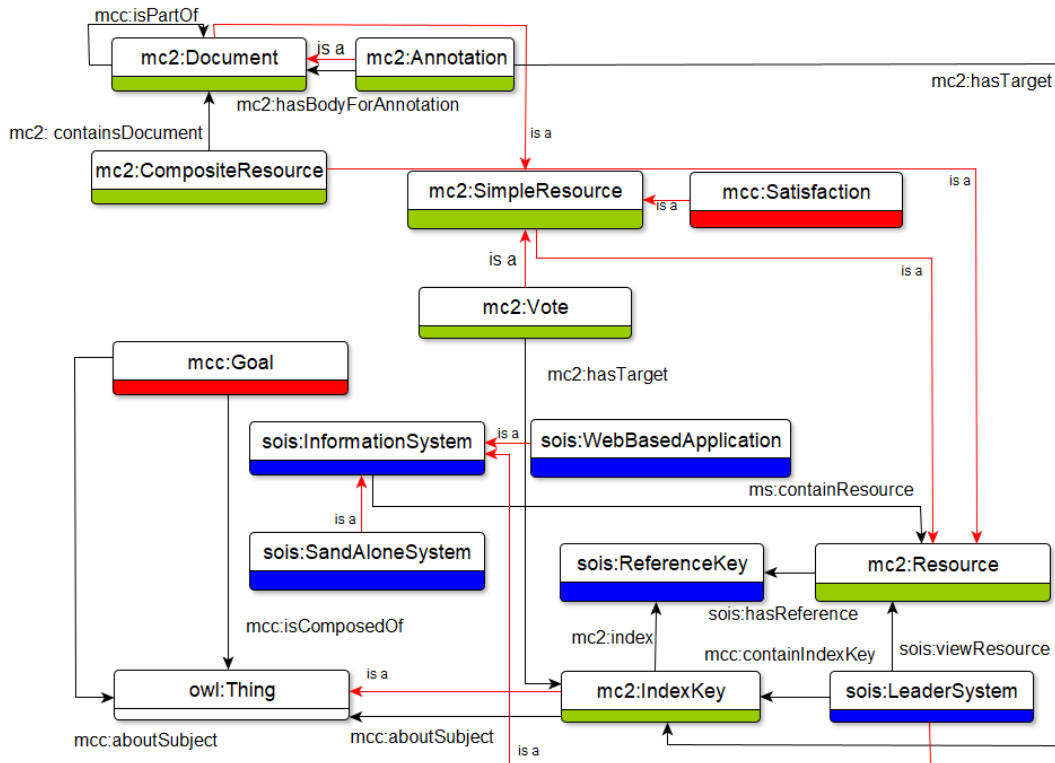 mcc:isPartOf
mc2:Document
is a
mc2:Annotation
mc2:hasTarget
mc2:hasBodyForAnnotation
mc2: containsDocument
is a
mc2:CompositeResource
is a
mc2:SimpleResource
is a
mcc:Satisfaction
is a
is a
mc2:Vote
mcc:Goal
mc2:hasTarget
sois:InformationSystem
is a
sois:WebBasedApplication
ms:containResource
is a
sois:SandAloneSystem
sois:ReferenceKey
mc2:Resource
sois:hasReference
mcc:isComposedOf
mc2:index
mcc:containIndexKey
sois:viewResource
owl:Thing
is a
mc2:IndexKey
sois:LeaderSystem
mcc:aboutSubject
mcc:aboutSubject
is a